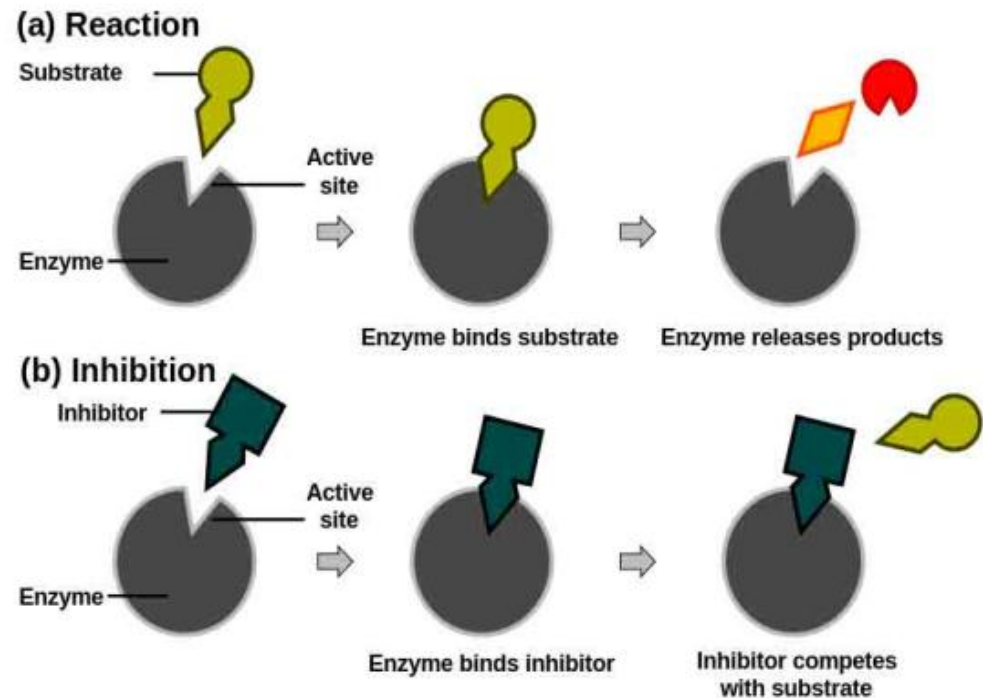 (a) Reaction
Substrate
Active
site
Enzyme
Enzyme binds substrate
Enzyme releases products
(b) Inhibition
Inhibitor
Active
site
Enzyme
Enzyme binds inhibitor
Inhibitor competes
with substrate